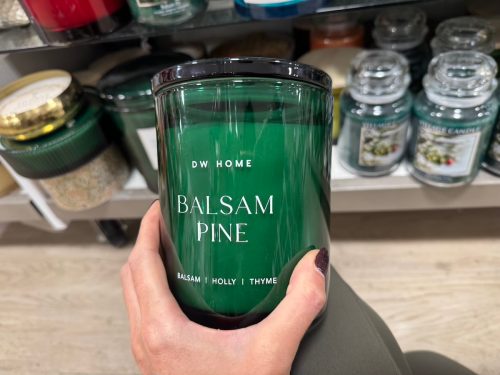 DW HOME
BALSAM
PINE
BALSAM | HOLLY | THYME